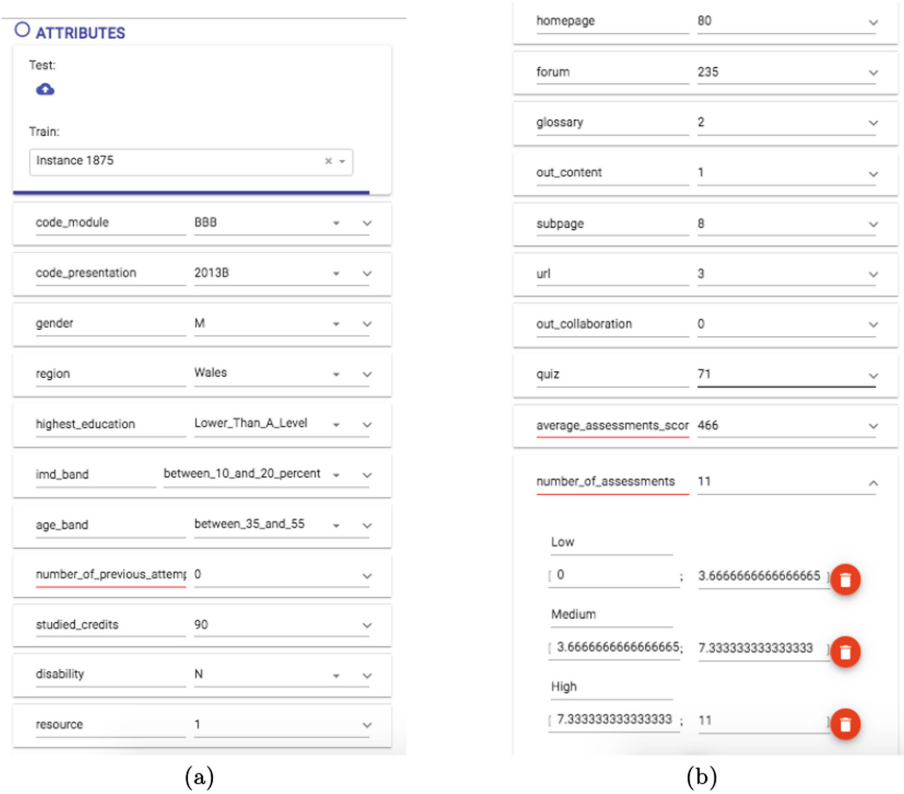 ATTRIBUTES
Test:
Train:
Instance 1875 ×
code_module BBB
code_presentation 2013B
gender M
region Wales
highest_education Lower_Than_A_Level
imd_band between_10_and_20_percent
age_band between_35_and_55
number_of_previous_attemp 0
studied_credits 90
disability N
resource 1
(a)
homepage 80
forum 235
glossary 2
out_content 1
subpage 8
url 3
out_collaboration 0
quiz 71
average_assessments_scor 466
number_of_assessments 11
Low
[ 0 ; 3.6666666666666665 ]
Medium
[ 3.6666666666666665; 7.333333333333333 ]
High
[ 7.333333333333333 ; 11 ]
(b)